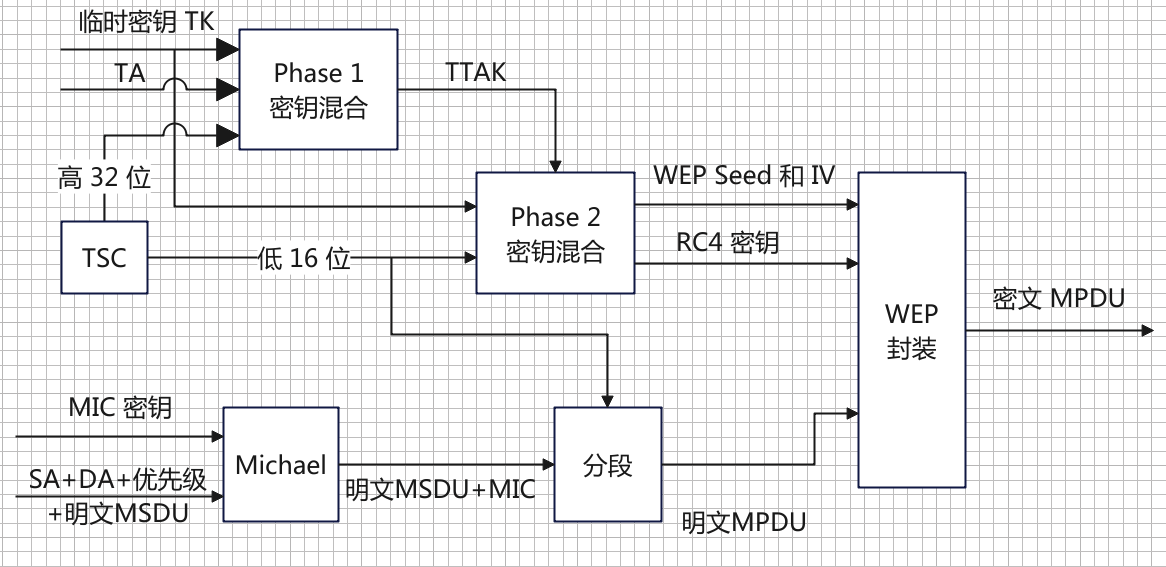 临时密钥 TK
TA
Phase 1
密钥混合
TTAK
高 32 位
TSC
低 16 位
Phase 2
密钥混合
WEP Seed 和 IV
RC4 密钥
WEP
封装
密文 MPDU
MIC 密钥
SA+DA+优先级
+明文MSDU
Michael
明文MSDU+MIC
分段
明文MPDU